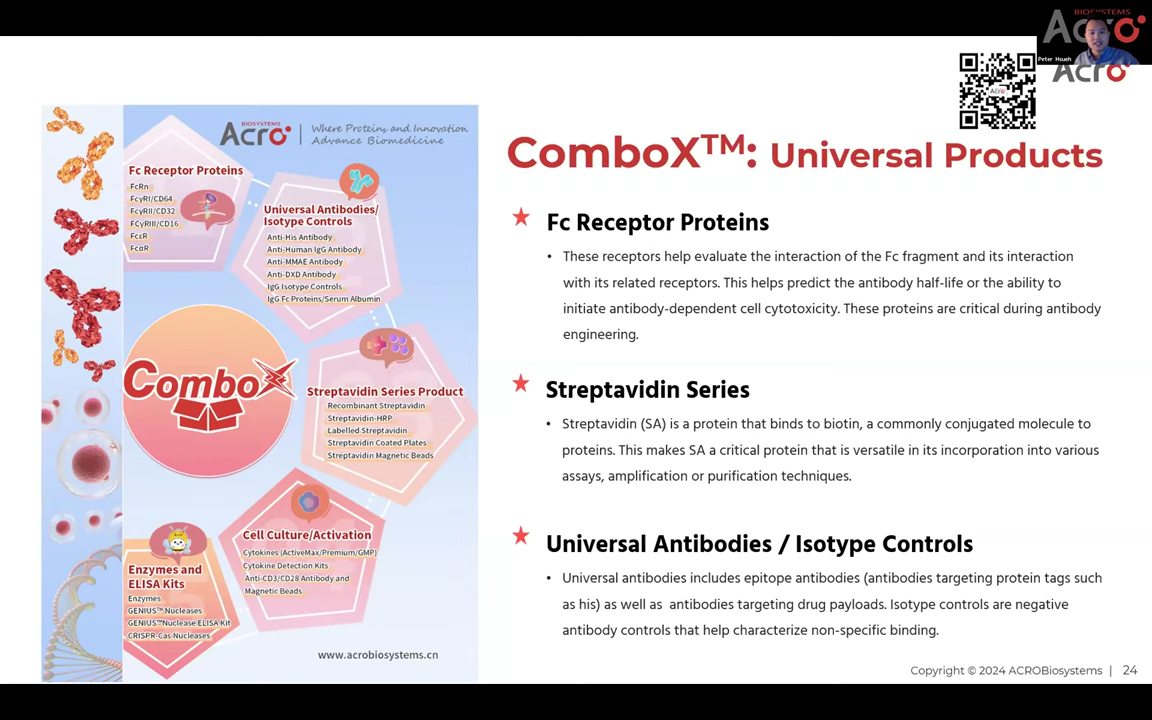 BIOSYSTEMS
Acro
Peter Hsueh
Acro
Acro
BIOSYSTEMS
Acro
Where Proteins and Innovation
Advance Biomedicine
Fc Receptor Proteins
FcRn
FcγRI/CD64
FcγRII/CD32
FCγRIII/CD16
FcεR
FcαR
Universal Antibodies/
Isotype Controls
Anti-His Antibody
Anti-Human IgG Antibody
Anti-MMAE Antibody
Anti-DXD Antibody
IgG Isotype Controls
IgG Fc Proteins/Serum Albumin
ComboX
Streptavidin Series Product
Recombinant Streptavidin
Streptavidin-HRP
Labelled Streptavidin
Streptavidin Coated Plates
Streptavidin Magnetic Beads
Cell Culture/Activation
Cytokines (ActiveMax/Premium/GMP)
Cytokine Detection Kits
Anti-CD3/CD28 Antibody and
Magnetic Beads
Enzymes and
ELISA Kits
Enzymes
GENIUS™ Nucleases
GENIUS™Nuclease ELISA Kit
CRISPR-Cas Nucleases
www.acrobiosystems.cn
ComboX™: Universal Products
Fc Receptor Proteins
• These receptors help evaluate the interaction of the Fc fragment and its interaction
with its related receptors. This helps predict the antibody half-life or the ability to
initiate antibody-dependent cell cytotoxicity. These proteins are critical during antibody
engineering.
Streptavidin Series
• Streptavidin (SA) is a protein that binds to biotin, a commonly conjugated molecule to
proteins. This makes SA a critical protein that is versatile in its incorporation into various
assays, amplification or purification techniques.
Universal Antibodies / Isotype Controls
• Universal antibodies includes epitope antibodies (antibodies targeting protein tags such
as his) as well as antibodies targeting drug payloads. Isotype controls are negative
antibody controls that help characterize non-specific binding.
Copyright © 2024 ACROBiosystems | 24